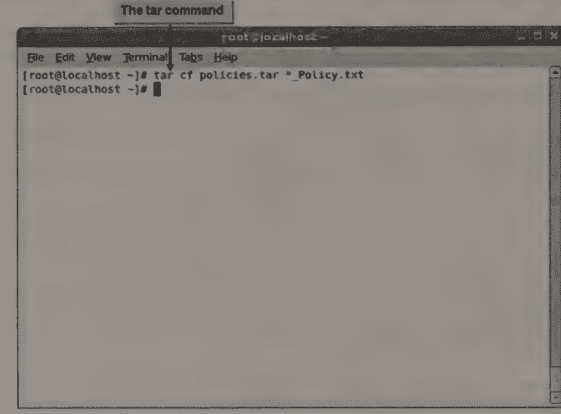 The tar command
root@localhost:~
File Edit View Terminal Tabs Help
[root@localhost ~]# tar cf policies.tar *_Policy.txt
[root@localhost ~]#